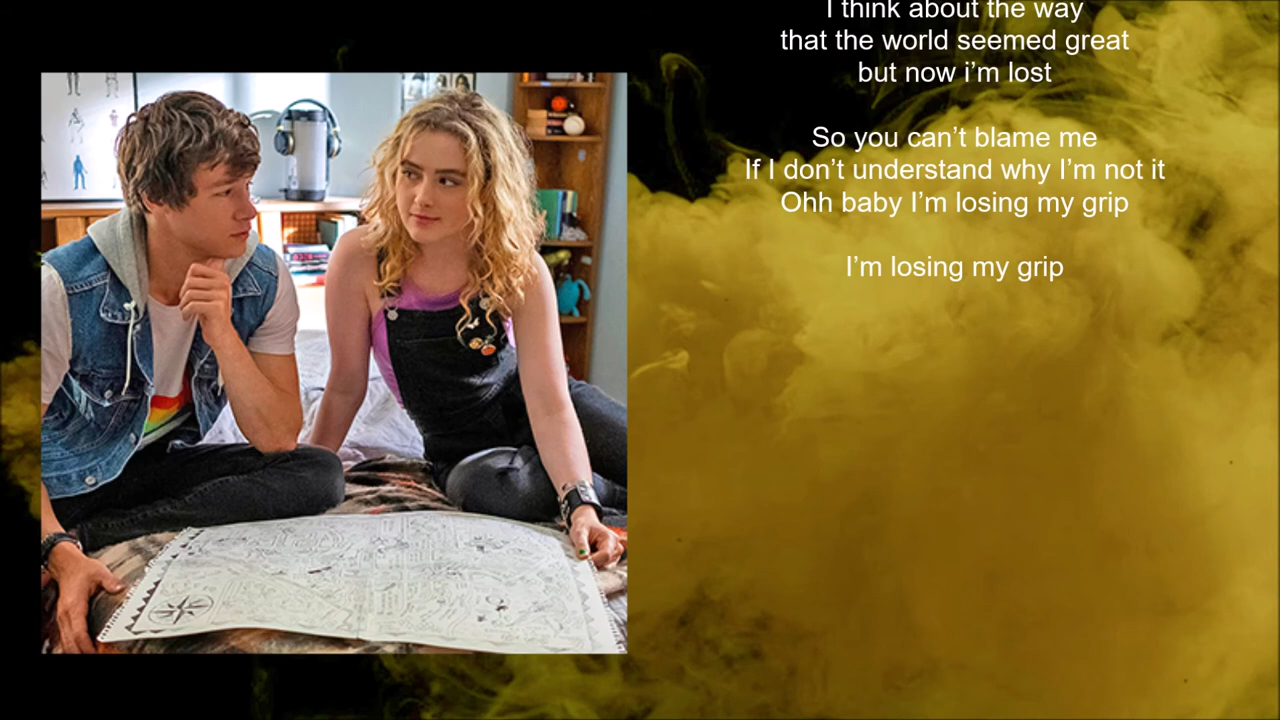 I think about the way
that the world seemed great
but now i’m lost
So you can’t blame me
If I don’t understand why I’m not it
Ohh baby I’m losing my grip
I’m losing my grip